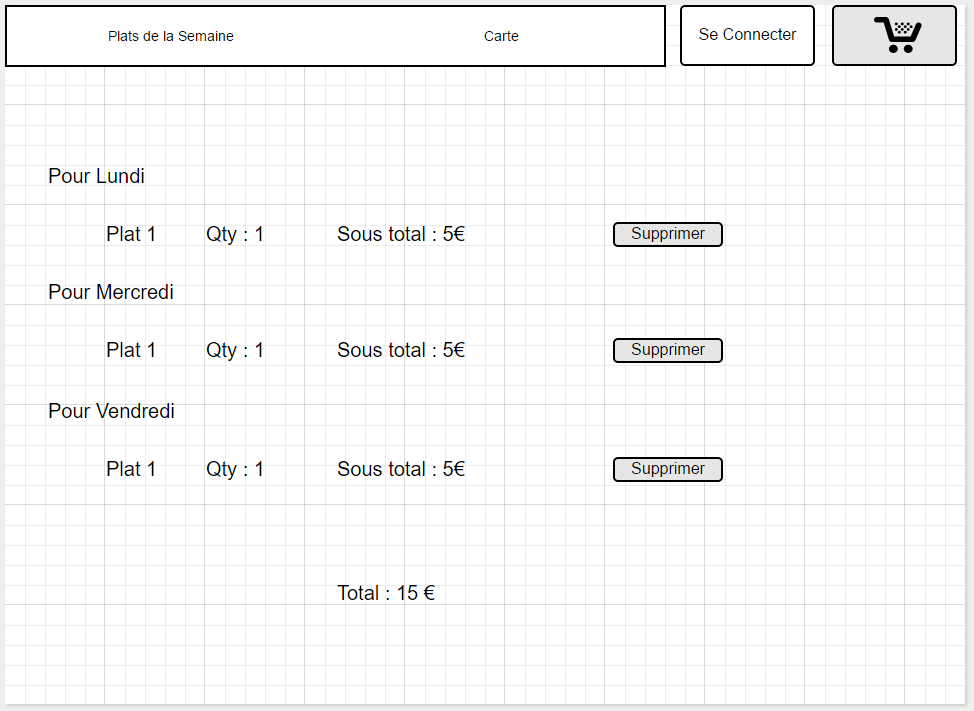 Plats de la Semaine Carte Se Connecter
Pour Lundi
Plat 1 Qty : 1 Sous total : 5€ Supprimer
Pour Mercredi
Plat 1 Qty : 1 Sous total : 5€ Supprimer
Pour Vendredi
Plat 1 Qty : 1 Sous total : 5€ Supprimer
Total : 15 €